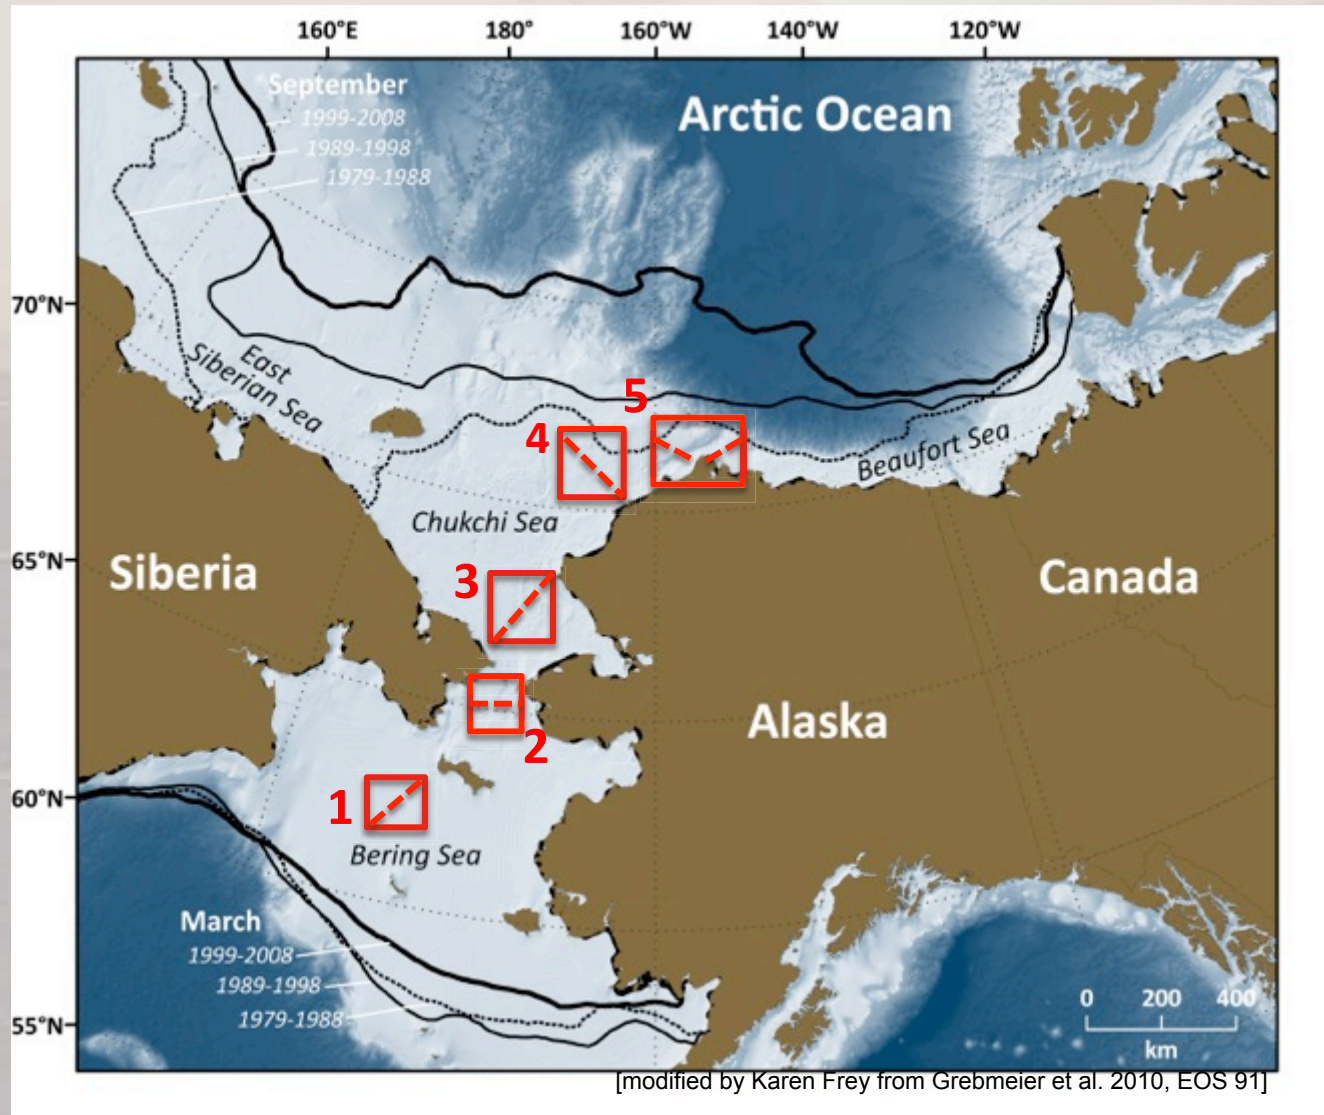 160°E 180° 160°W 140°W 120°W
September
1999-2008
1989-1998
1979-1988
Arctic Ocean
70°N
East
Siberian Sea
5
4
Beaufort Sea
Chukchi Sea
65°N
Siberia
3
Canada
Alaska
2
60°N
1
Bering Sea
March
1999-2008
1989-1998
1979-1988
0 200 400
km
55°N
[modified by Karen Frey from Grebmeier et al. 2010, EOS 91]